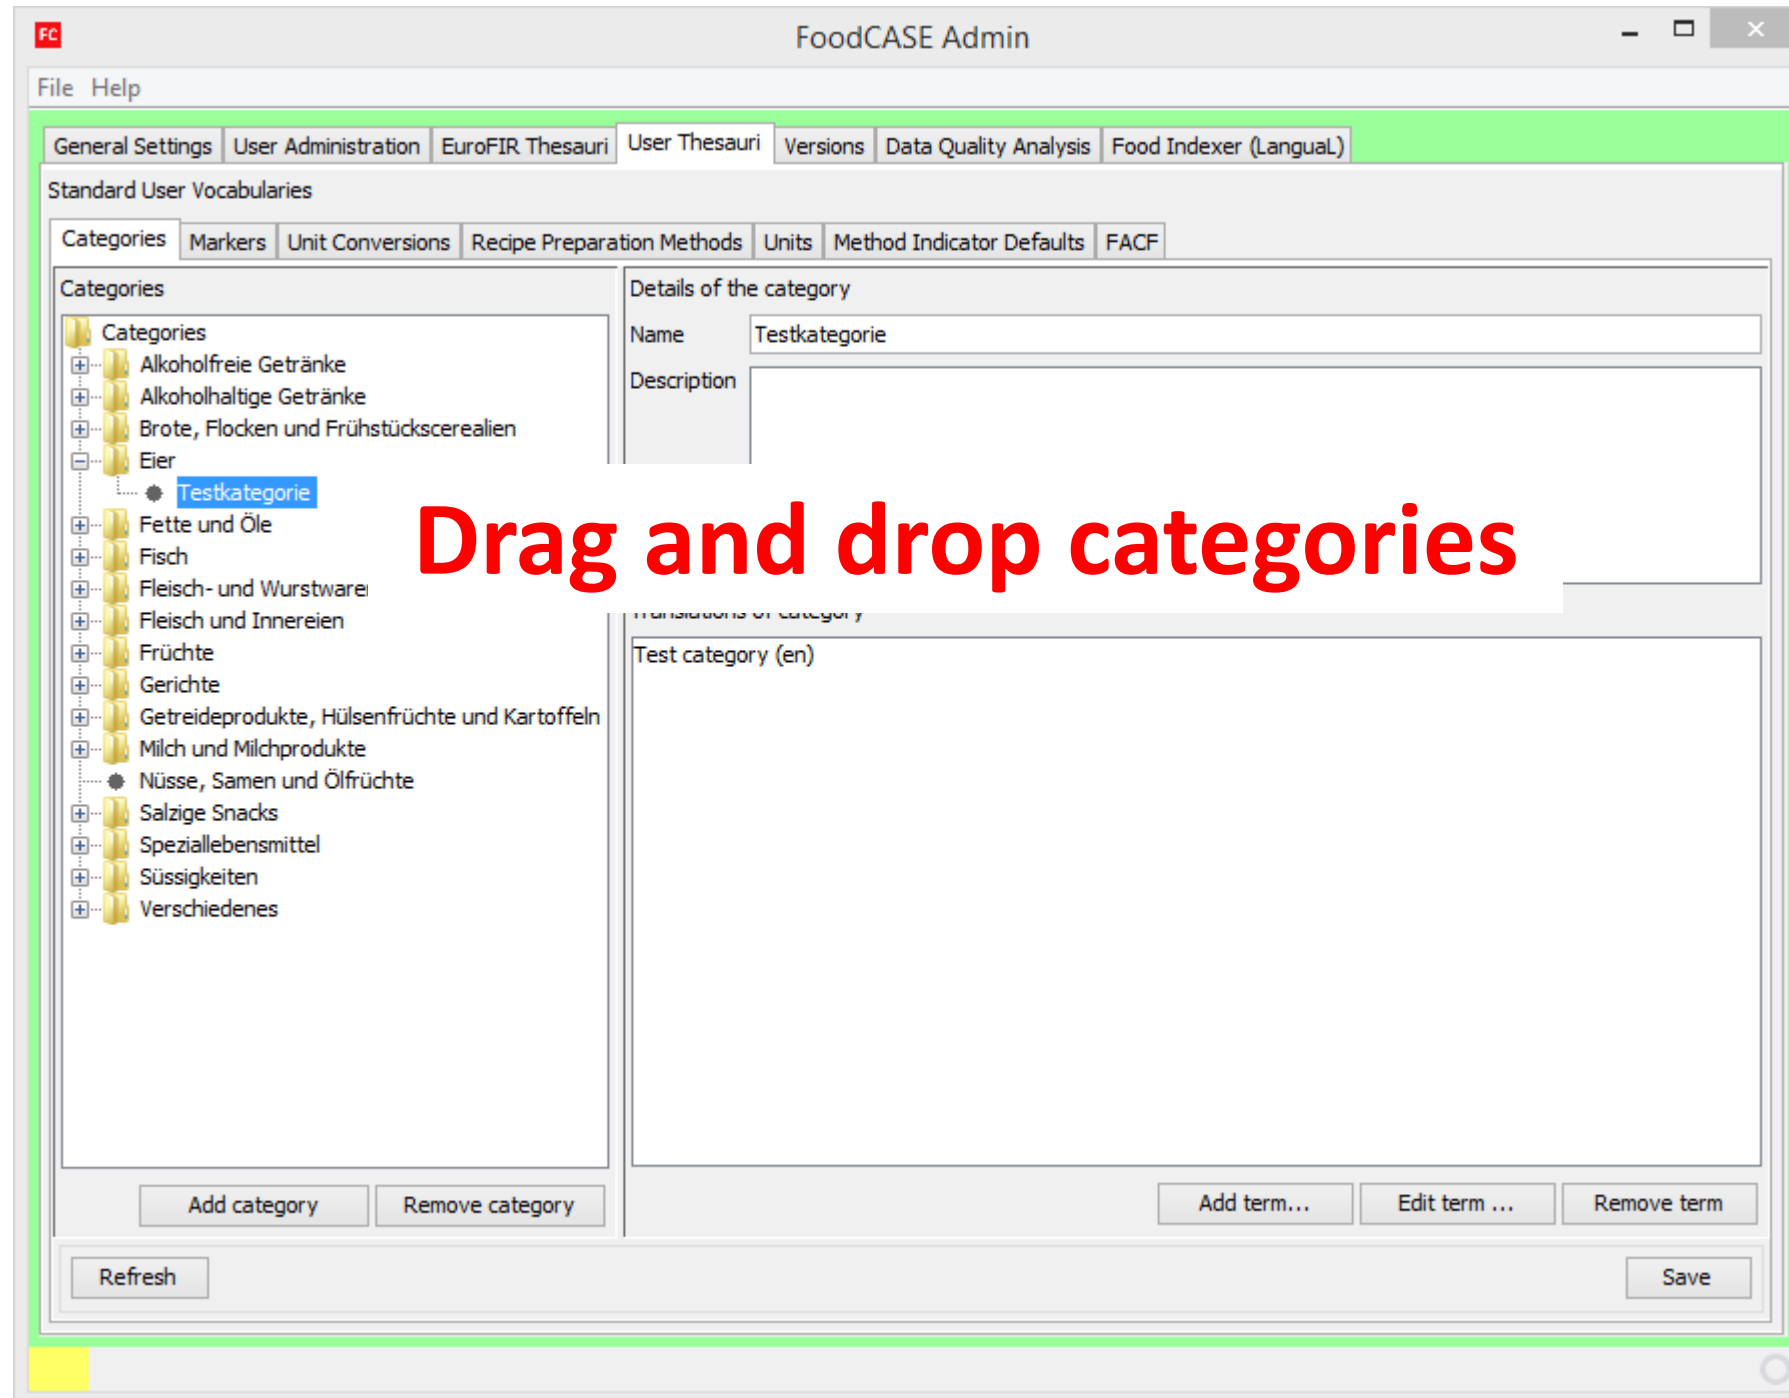 FC FoodCASE Admin
File Help
General Settings User Administration EuroFIR Thesauri User Thesauri Versions Data Quality Analysis Food Indexer (LanguaL)
Standard User Vocabularies
Categories Markers Unit Conversions Recipe Preparation Methods Units Method Indicator Defaults FACF
Categories
Categories
Alkoholfreie Getränke
Alkoholhaltige Getränke
Brote, Flocken und Frühstückscerealien
Eier
Testkategorie
Fette und Öle
Fisch
Fleisch- und Wurstwaren
Fleisch und Innereien
Früchte
Gerichte
Getreideprodukte, Hülsenfrüchte und Kartoffeln
Milch und Milchprodukte
Nüsse, Samen und Ölfrüchte
Salzige Snacks
Speziallebensmittel
Süssigkeiten
Verschiedenes
Add category Remove category
Details of the category
Name Testkategorie
Description
Drag and drop categories
Translations of category
Test category (en)
Add term... Edit term ... Remove term
Refresh Save